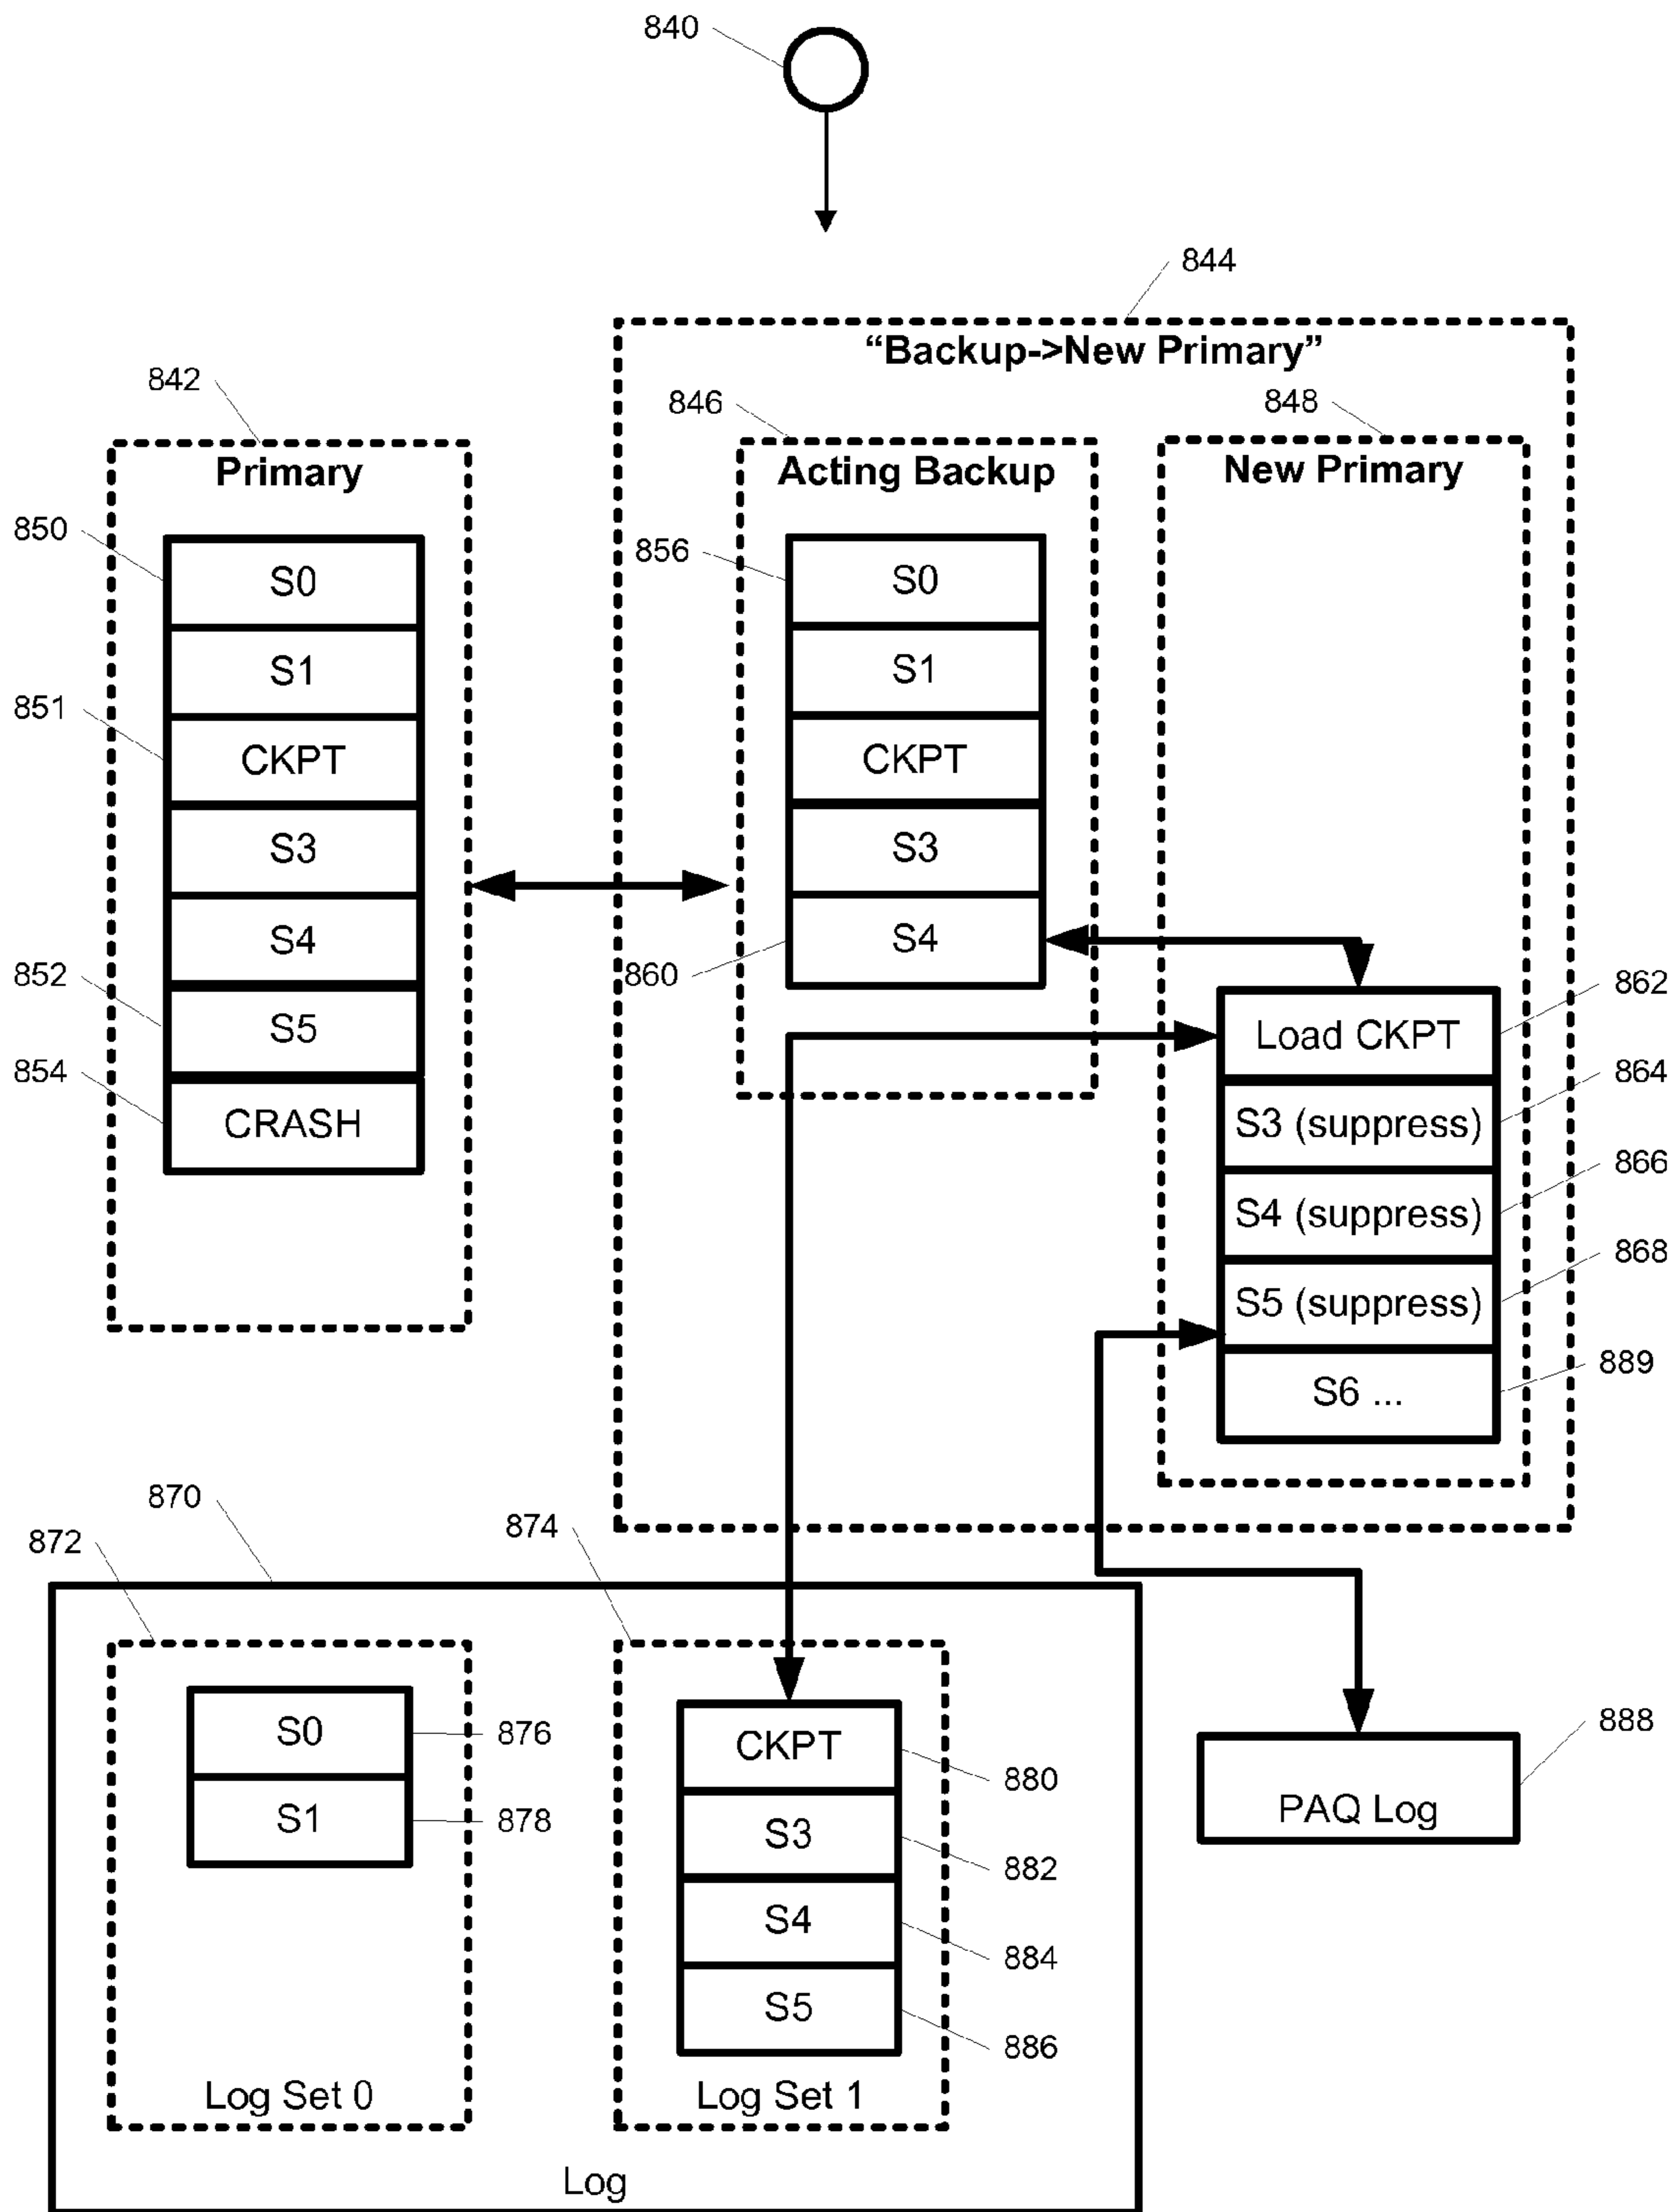 840
844
“Backup->New Primary”
842
846
848
Primary
Acting Backup
New Primary
850
S0
S1
851
CKPT
S3
S4
852
S5
854
CRASH
856
S0
S1
CKPT
S3
S4
860
Load CKPT
862
S3 (suppress)
864
S4 (suppress)
866
S5 (suppress)
868
S6 ...
889
870
872
874
S0
876
S1
878
Log Set 0
CKPT
880
S3
882
S4
884
S5
886
Log Set 1
Log
888
PAQ Log